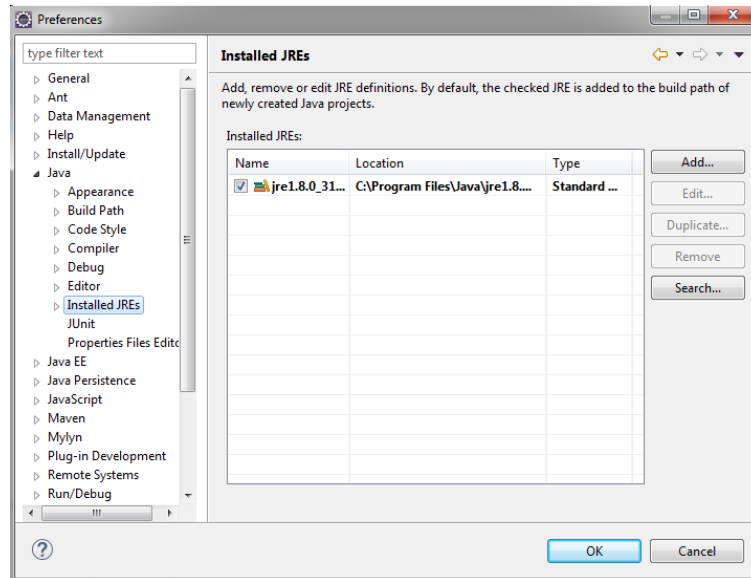 Preferences
type filter text
General
Ant
Data Management
Help
Install/Update
Java
Appearance
Build Path
Code Style
Compiler
Debug
Editor
Installed JREs
JUnit
Properties Files Edito
Java EE
Java Persistence
JavaScript
Maven
Mylyn
Plug-in Development
Remote Systems
Run/Debug
Installed JREs
Add, remove or edit JRE definitions. By default, the checked JRE is added to the build path of
newly created Java projects.
Installed JREs:
Name Location Type
jre1.8.0_31... C:\Program Files\Java\jre1.8.... Standard ...
Add...
Edit...
Duplicate...
Remove
Search...
OK Cancel